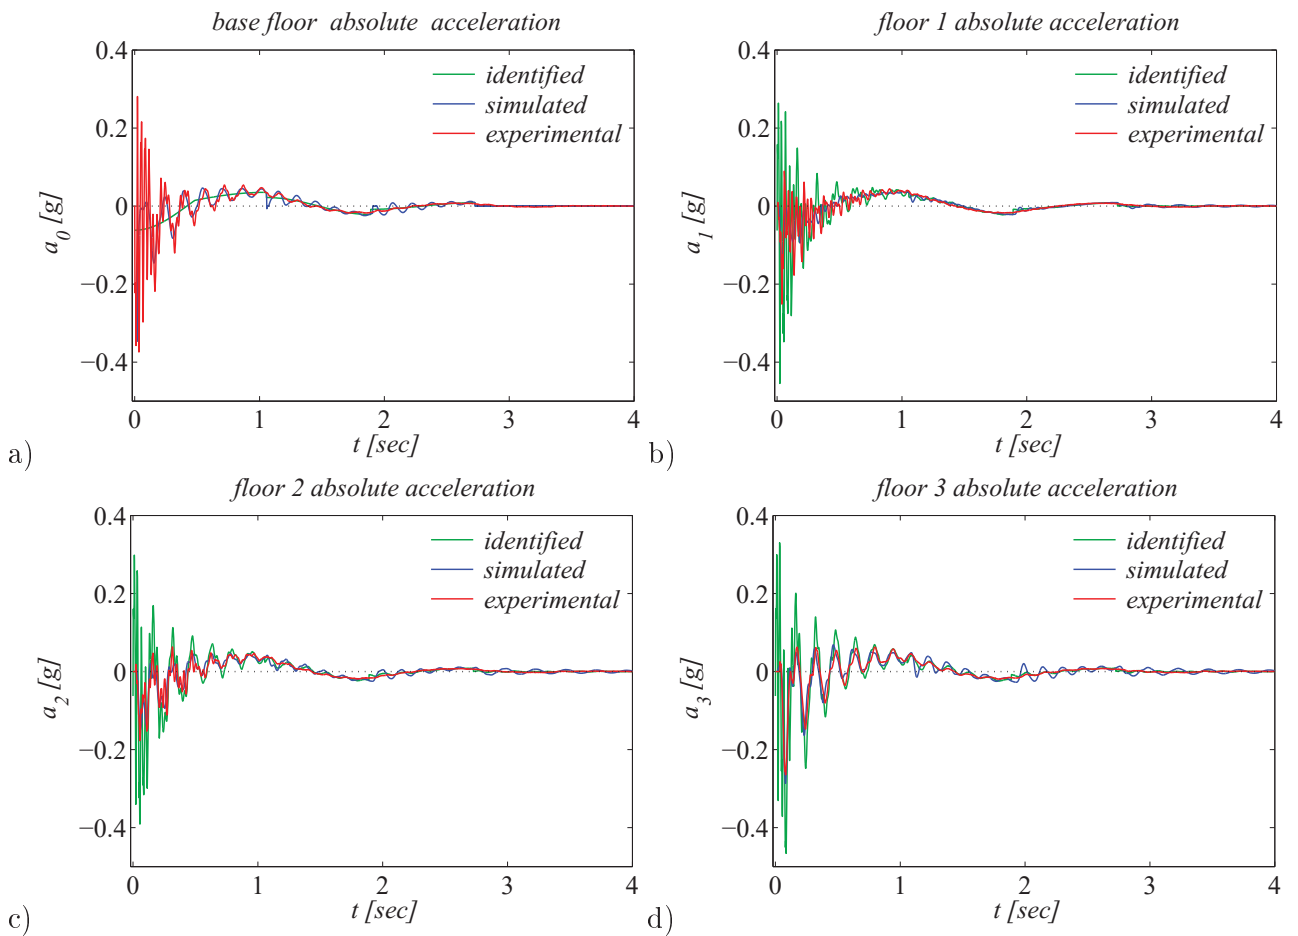 base floor absolute acceleration
0.4
0.2
0
−0.2
−0.4
a0 [g]
identified
simulated
experimental
0 1 2 3 4
t [sec]
a)
floor 1 absolute acceleration
0.4
0.2
0
−0.2
−0.4
a1 [g]
identified
simulated
experimental
0 1 2 3 4
t [sec]
b)
floor 2 absolute acceleration
0.4
0.2
0
−0.2
−0.4
a2 [g]
identified
simulated
experimental
0 1 2 3 4
t [sec]
c)
floor 3 absolute acceleration
0.4
0.2
0
−0.2
−0.4
a3 [g]
identified
simulated
experimental
0 1 2 3 4
t [sec]
d)